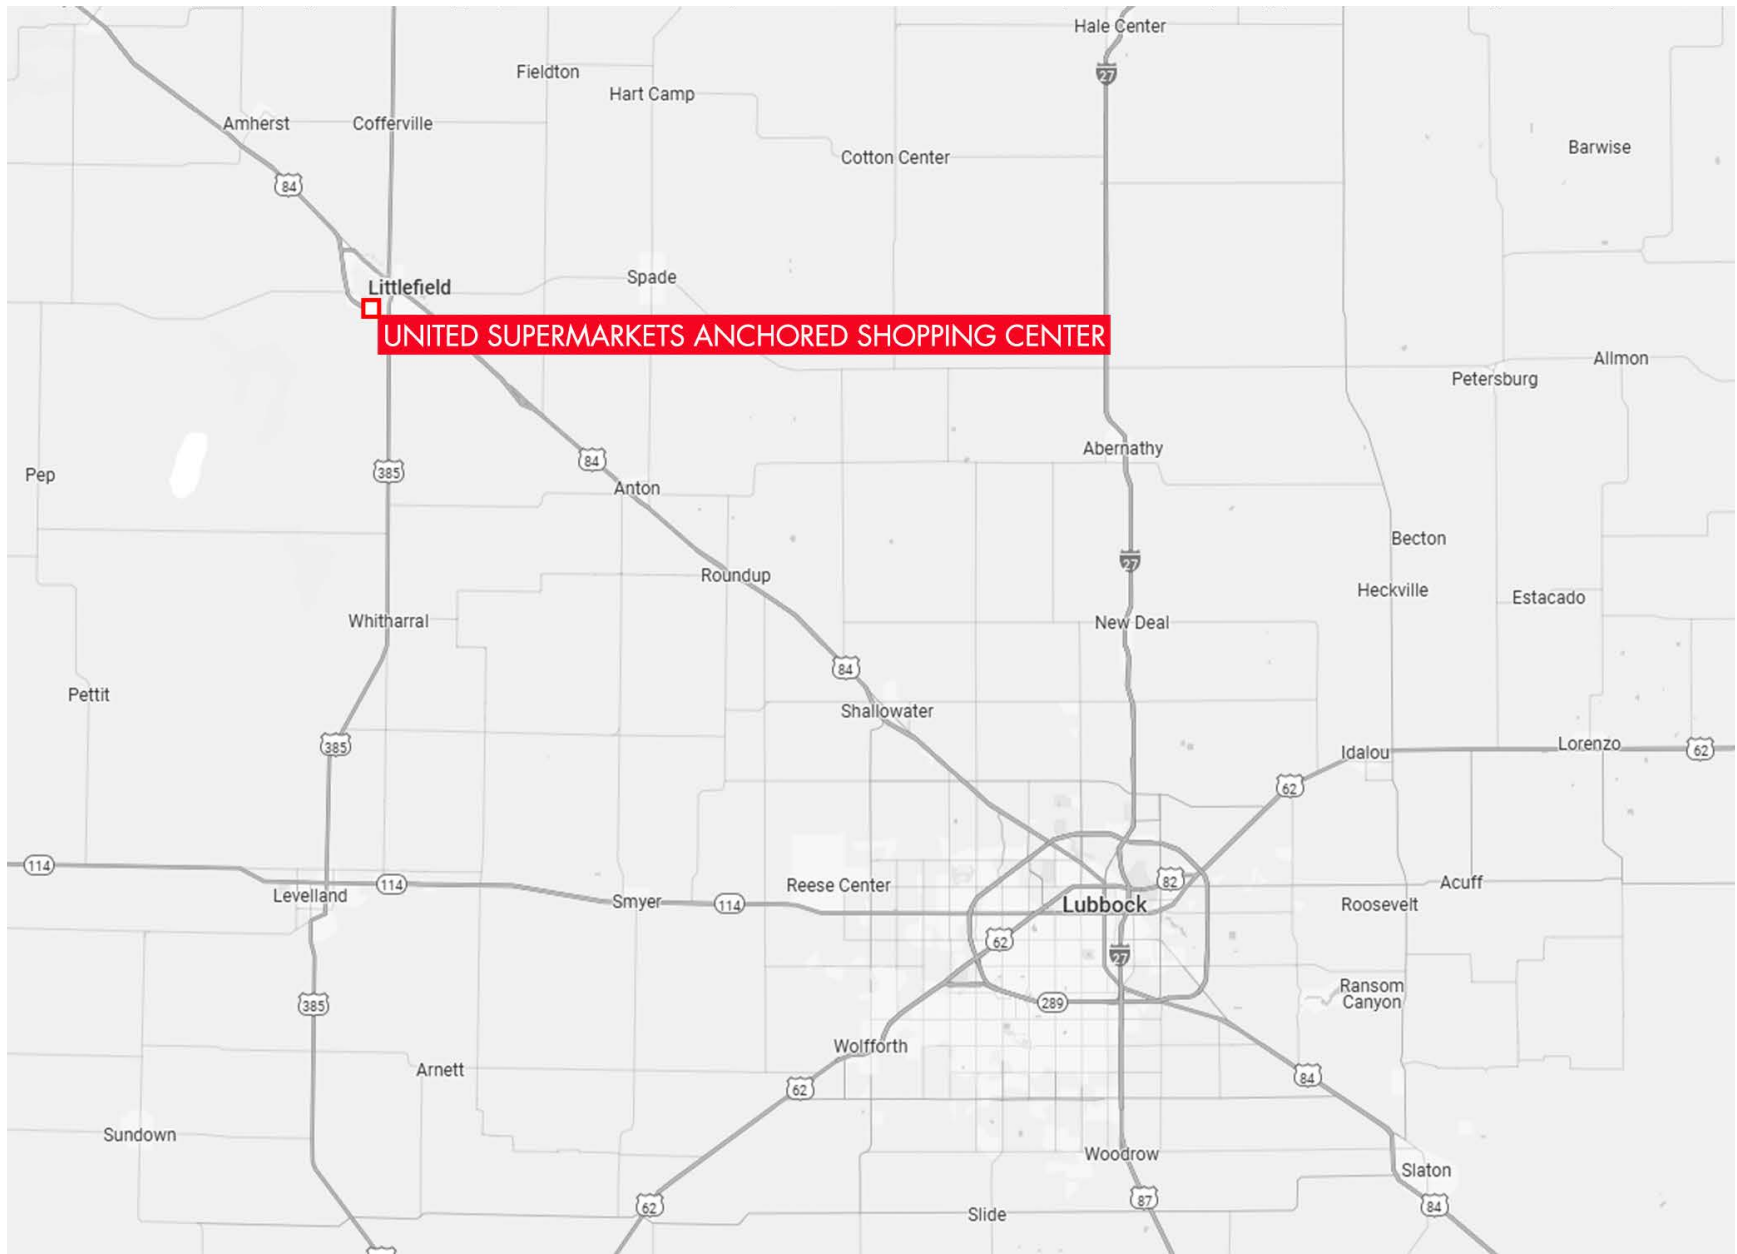 Hale Center
27
Fieldton
Hart Camp
Amherst
Cofferville
Barwise
Cotton Center
84
Spade
Littlefield
UNITED SUPERMARKETS ANCHORED SHOPPING CENTER
Allmon
Petersburg
Abernathy
84
385
Pep
Anton
Becton
27
Roundup
Heckville
Estacado
Whitharral
New Deal
84
Pettit
Shallowater
385
Idalou
Lorenzo
62
62
114
114
Levelland
Reese Center
82
Acuff
Smyer
114
Lubbock
Roosevelt
62
27
385
289
Ransom
Canyon
Wolfforth
Arnett
62
84
Sundown
Woodrow
Slaton
62
87
84
Slide